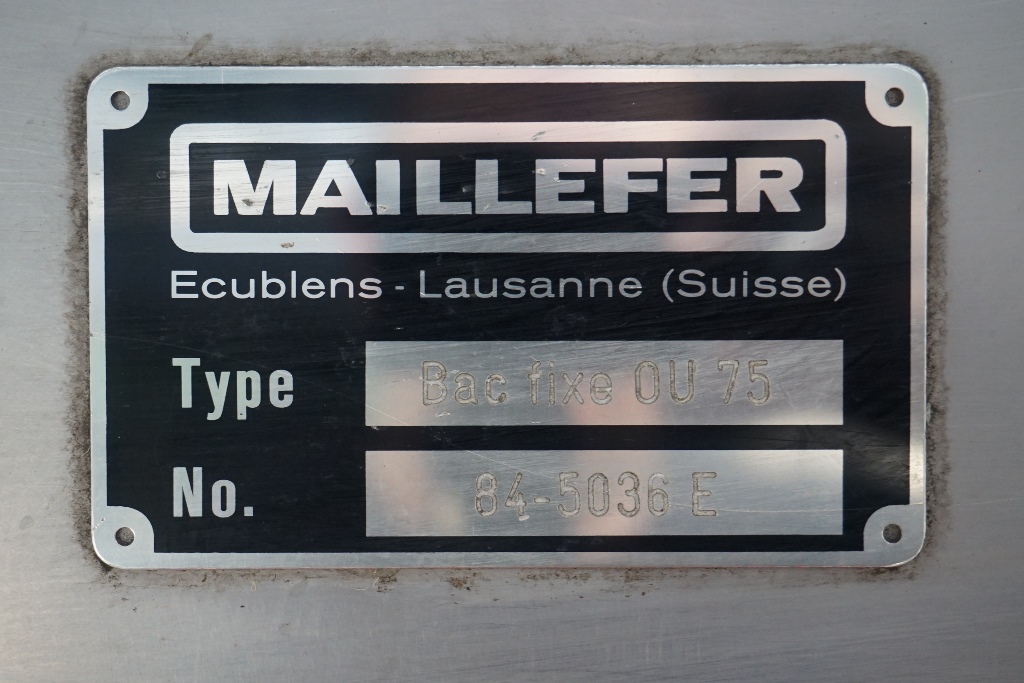 MAILLEFER
Ecublens - Lausanne (Suisse)
Type Bac fixe OU 75
No. 84-5036 E